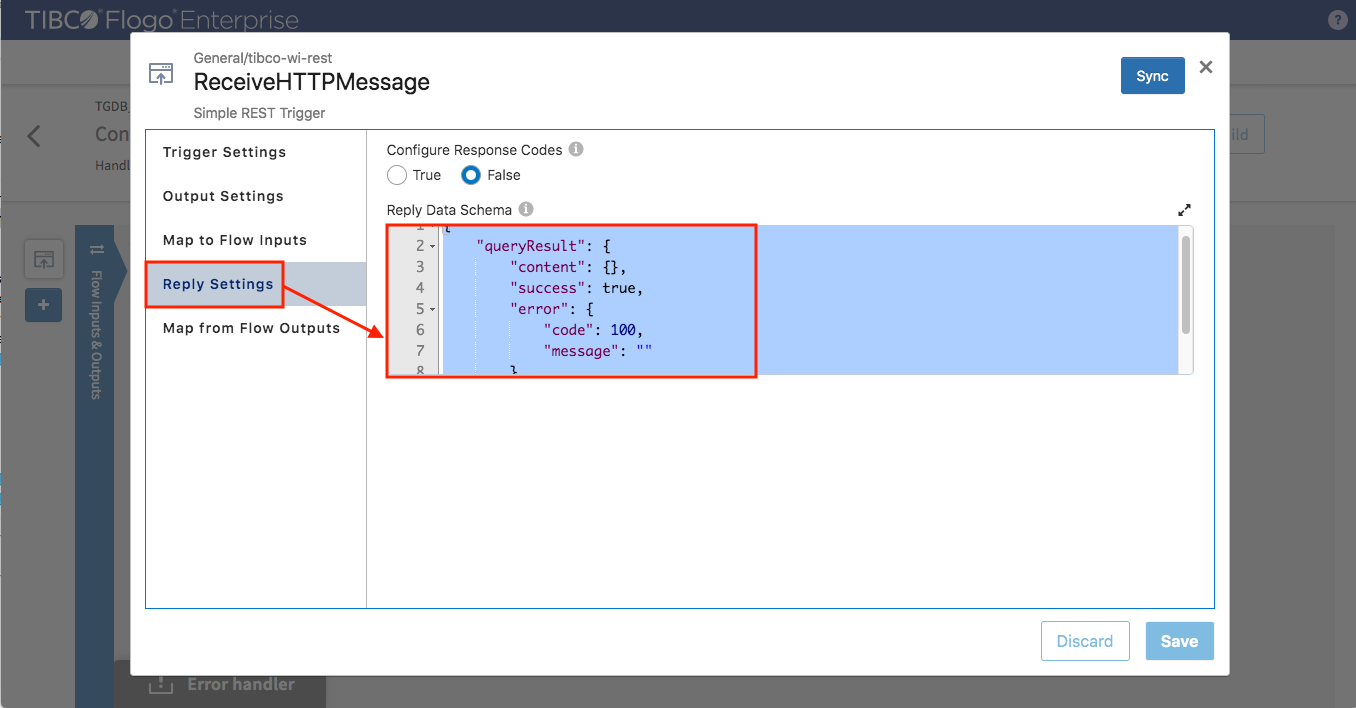 TIBCO Flogo Enterprise
?
General/tibco-wi-rest
ReceiveHTTPMessage
Simple REST Trigger
Sync
TGDB_
Con
Handl
ild
Trigger Settings
Output Settings
Map to Flow Inputs
Reply Settings
Map from Flow Outputs
Configure Response Codes
True
False
Reply Data Schema
1 {
2 "queryResult": {
3 "content": {},
4 "success": true,
5 "error": {
6 "code": 100,
7 "message": ""
8 }
Flow Inputs & Outputs
Discard
Save
Error handler